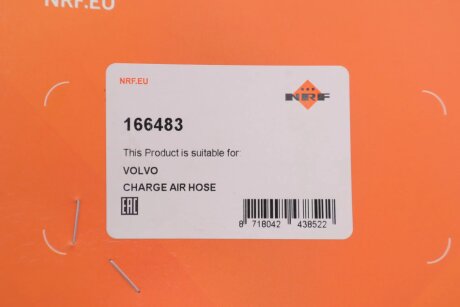 NRF.EU
NRF.EU
NRF
166483
This Product is suitable for:
VOLVO
CHARGE AIR HOSE
EAC
8 718042 438522